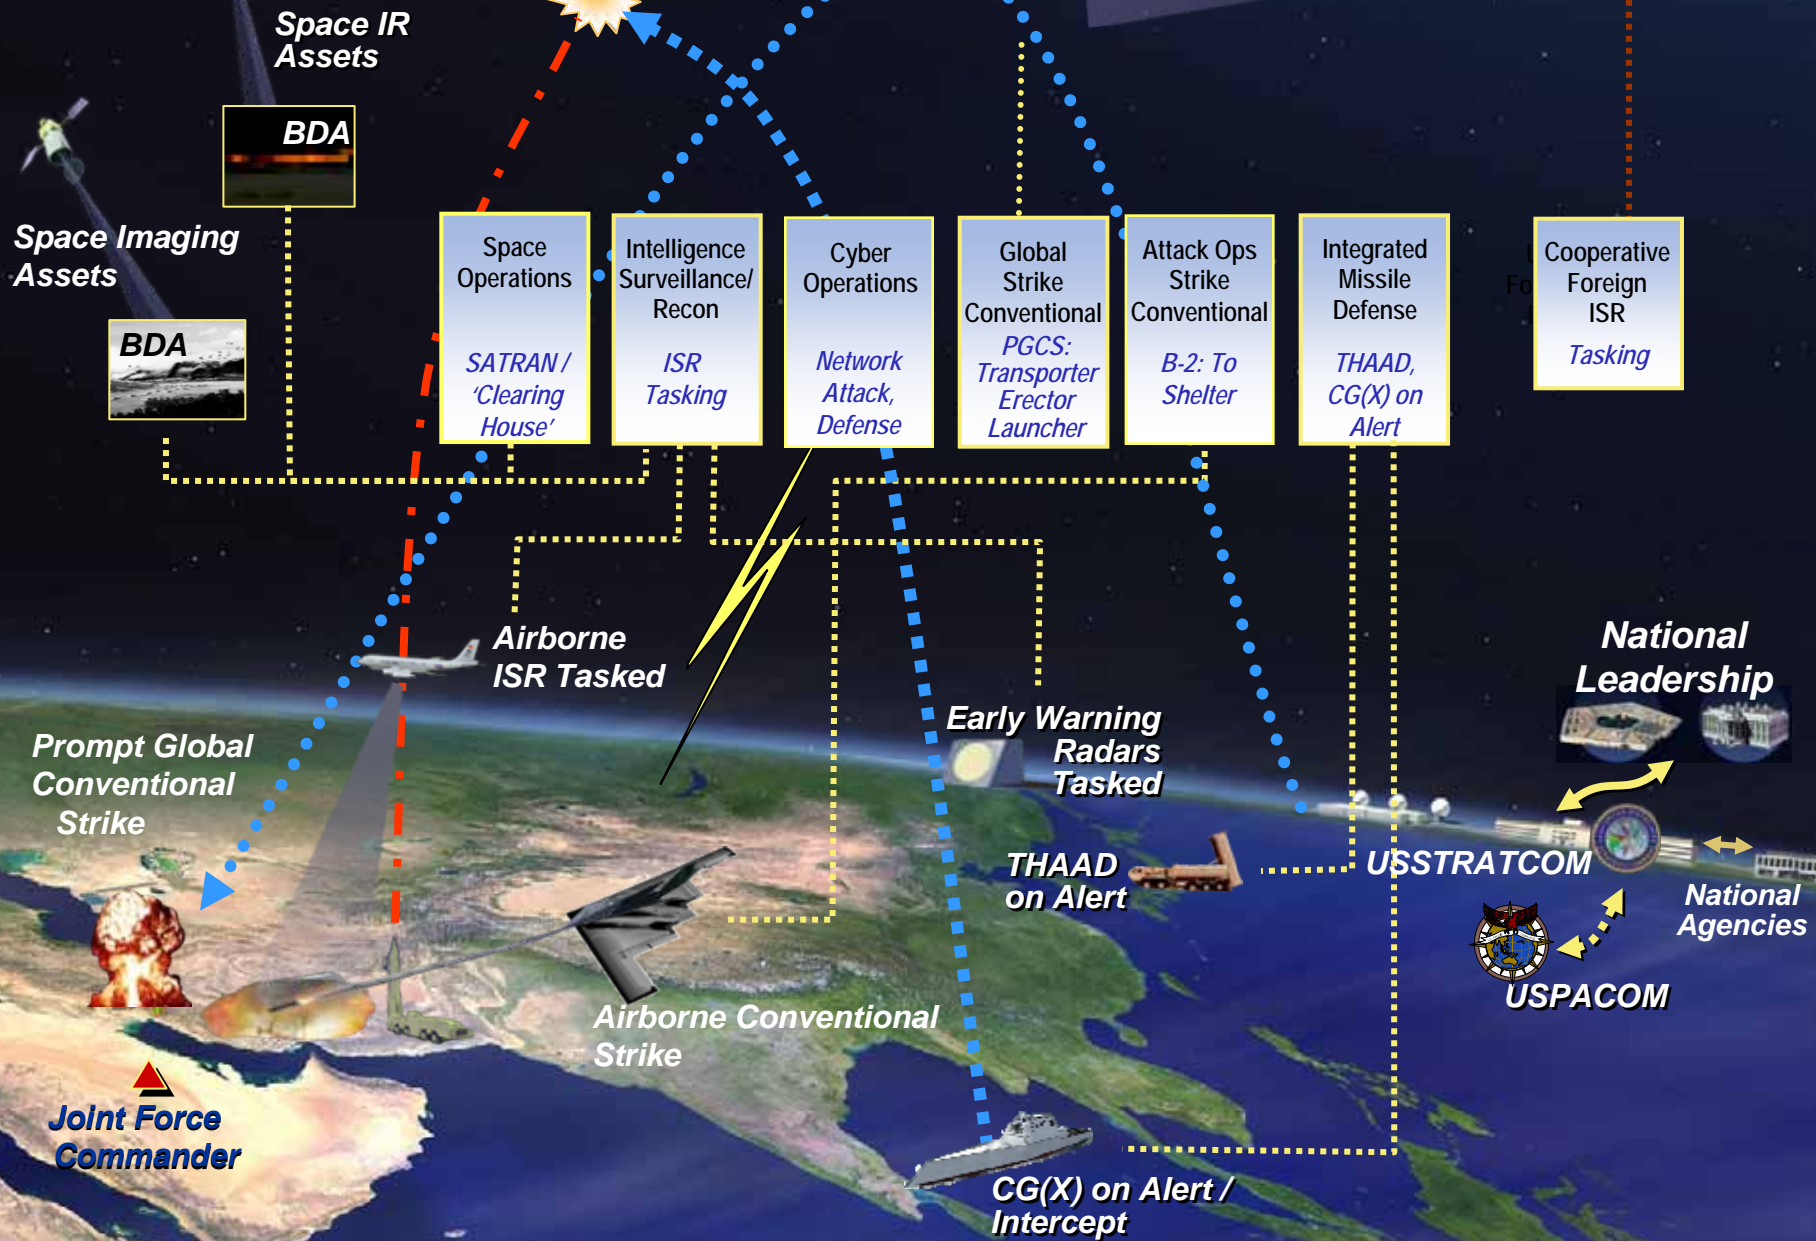 Space IR
Assets
BDA
Space Imaging
Assets
BDA
Space
Operations
SATRAN /
'Clearing
House'
Intelligence
Surveillance/
Recon
ISR
Tasking
Cyber
Operations
Network
Attack,
Defense
Global
Strike
Conventional
PGCS:
Transporter
Erector
Launcher
Attack Ops
Strike
Conventional
B-2: To
Shelter
Integrated
Missile
Defense
THAAD,
CG(X) on
Alert
Cooperative
Foreign
ISR
Tasking
Airborne
ISR Tasked
National
Leadership
Early Warning
Radars
Tasked
Prompt Global
Conventional
Strike
THAAD
on Alert
USSTRATCOM
National
Agencies
USPACOM
Airborne Conventional
Strike
Joint Force
Commander
CG(X) on Alert /
Intercept